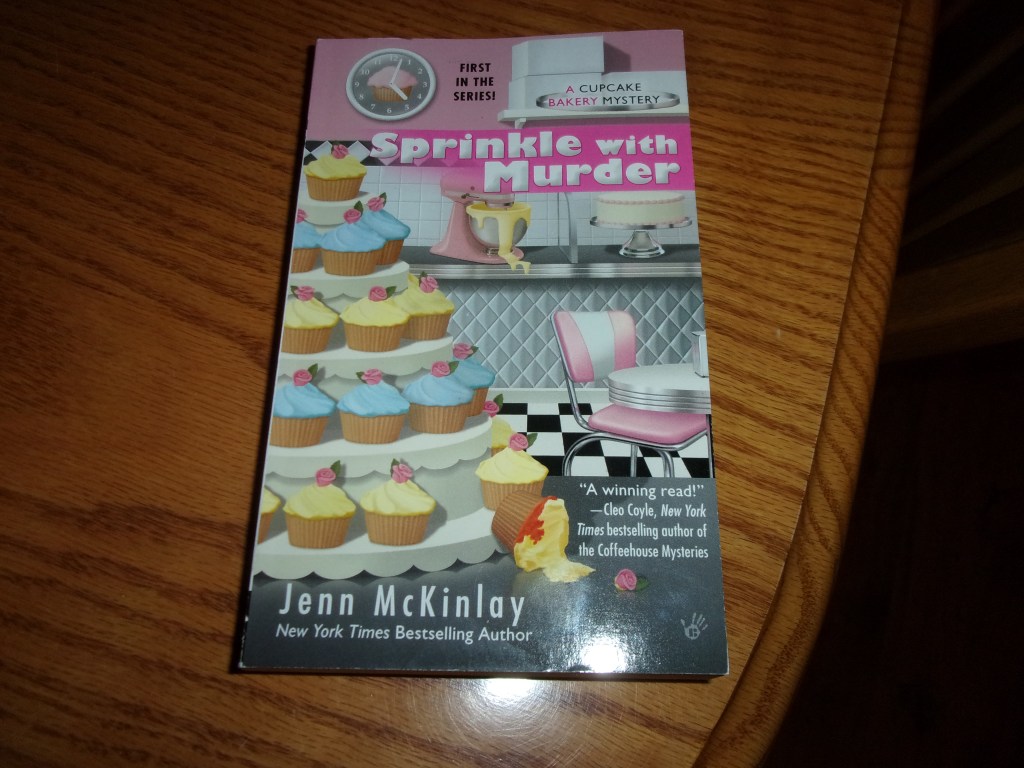 FIRST
IN THE
SERIES!
A CUPCAKE
BAKERY MYSTERY
Sprinkle with
Murder
“A winning read!”
—Cleo Coyle, New York
Times bestselling author of
the Coffeehouse Mysteries
Jenn McKinlay
New York Times Bestselling Author